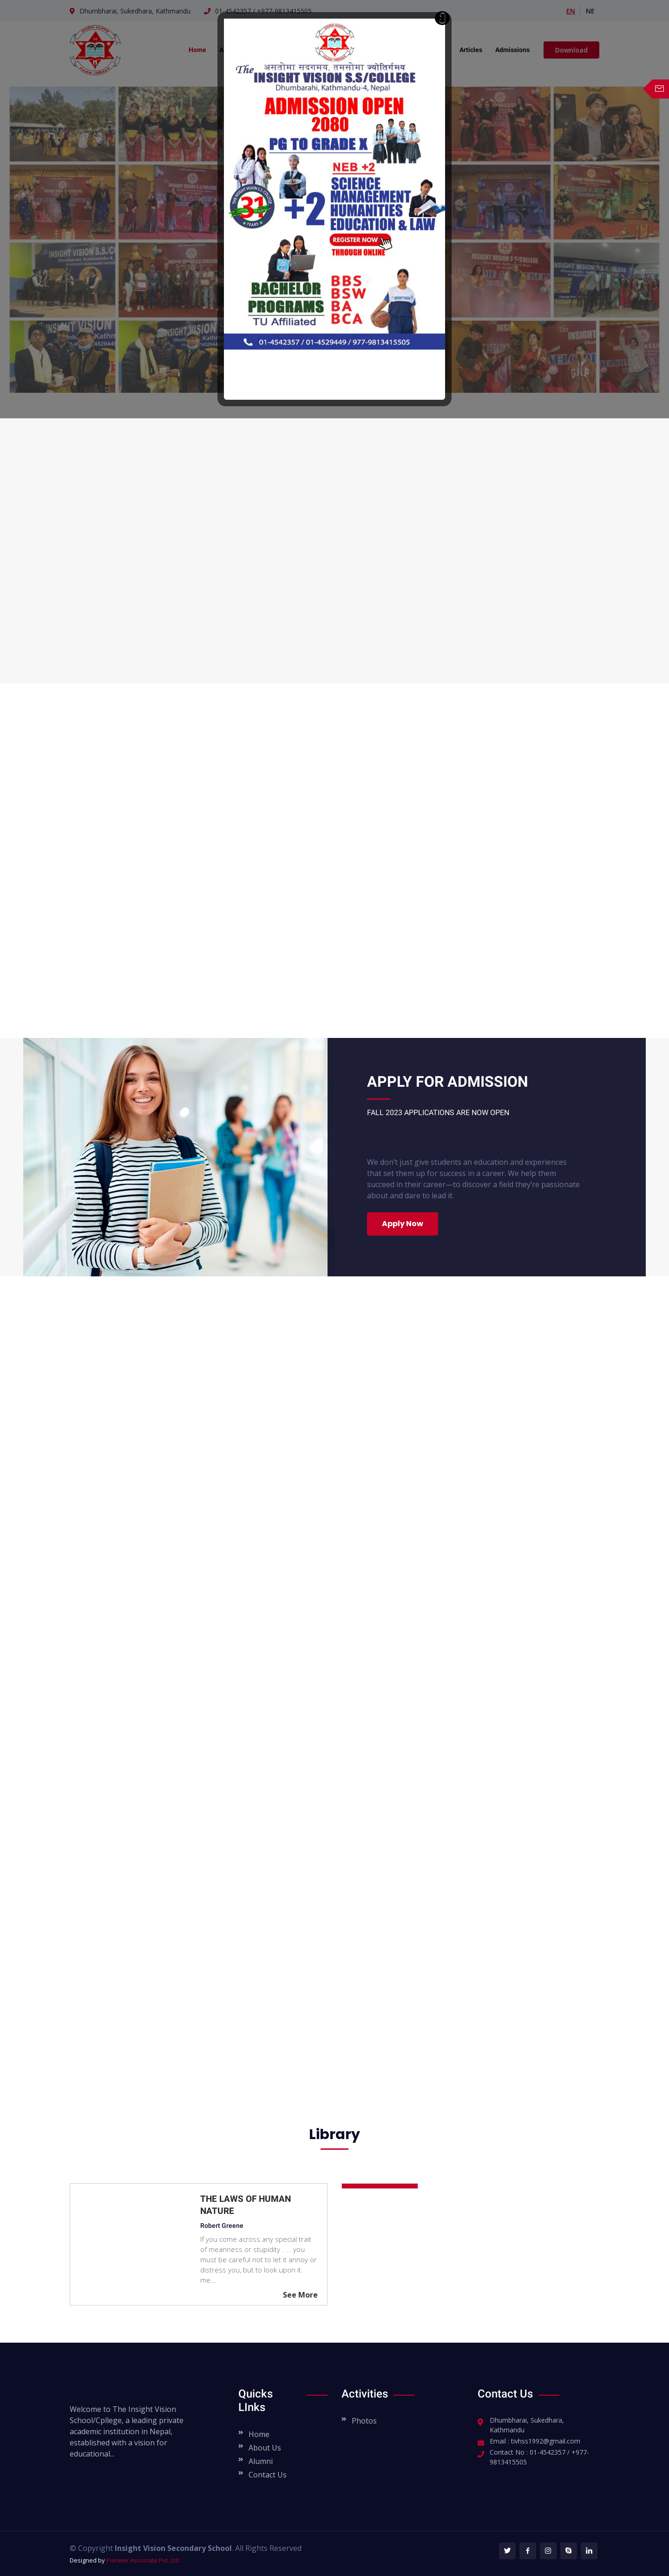 Dhumbharai, Sukedhara, Kathmandu
01-4542357 / +977-9813415505
EN
NE
Home
Articles
Admissions
Download
असतोमा सदगमय, तमसोमा ज्योतिर्गमय
The INSIGHT VISION S.S/COLLEGE
Dhumbarahi, Kathmandu-4, Nepal
ADMISSION OPEN
2080
PG TO GRADE X
NEB +2
31
YEARS
+2
SCIENCE
MANAGEMENT
HUMANITIES
EDUCATION & LAW
REGISTER NOW
THROUGH ONLINE
BACHELOR
PROGRAMS
TU Affiliated
BBS
BSW
BA
BCA
01-4542357 / 01-4529449 / 977-9813415505
APPLY FOR ADMISSION
FALL 2023 APPLICATIONS ARE NOW OPEN
We don't just give students an education and experiences
that set them up for success in a career. We help them
succeed in their career—to discover a field they're passionate
about and dare to lead it.
Apply Now
Library
THE LAWS OF HUMAN
NATURE
Robert Greene
If you come across any special trait
of meanness or stupidity . . . you
must be careful not to let it annoy or
distress you, but to look upon it
me...
See More
Welcome to The Insight Vision
School/Cpllege, a leading private
academic institution in Nepal,
established with a vision for
educational...
Quicks
LInks
Home
About Us
Alumni
Contact Us
Activities
Photos
Contact Us
Dhumbharai, Sukedhara,
Kathmandu
Email : tivhss1992@gmail.com
Contact No : 01-4542357 / +977-
9813415505
© Copyright Insight Vision Secondary School. All Rights Reserved
Designed by Pioneer Associate Pvt. Ltd.